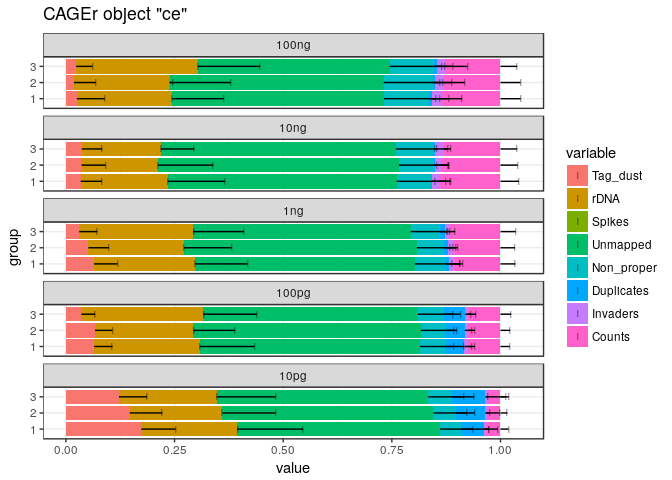 CAGEr object "ce"
100ng
3
2
1
10ng
3
2
1
1ng
3
2
1
100pg
3
2
1
10pg
3
2
1
0.00 0.25 0.50 0.75 1.00
value
group
variable
Tag_dust
rDNA
Spikes
Unmapped
Non_proper
Duplicates
Invaders
Counts